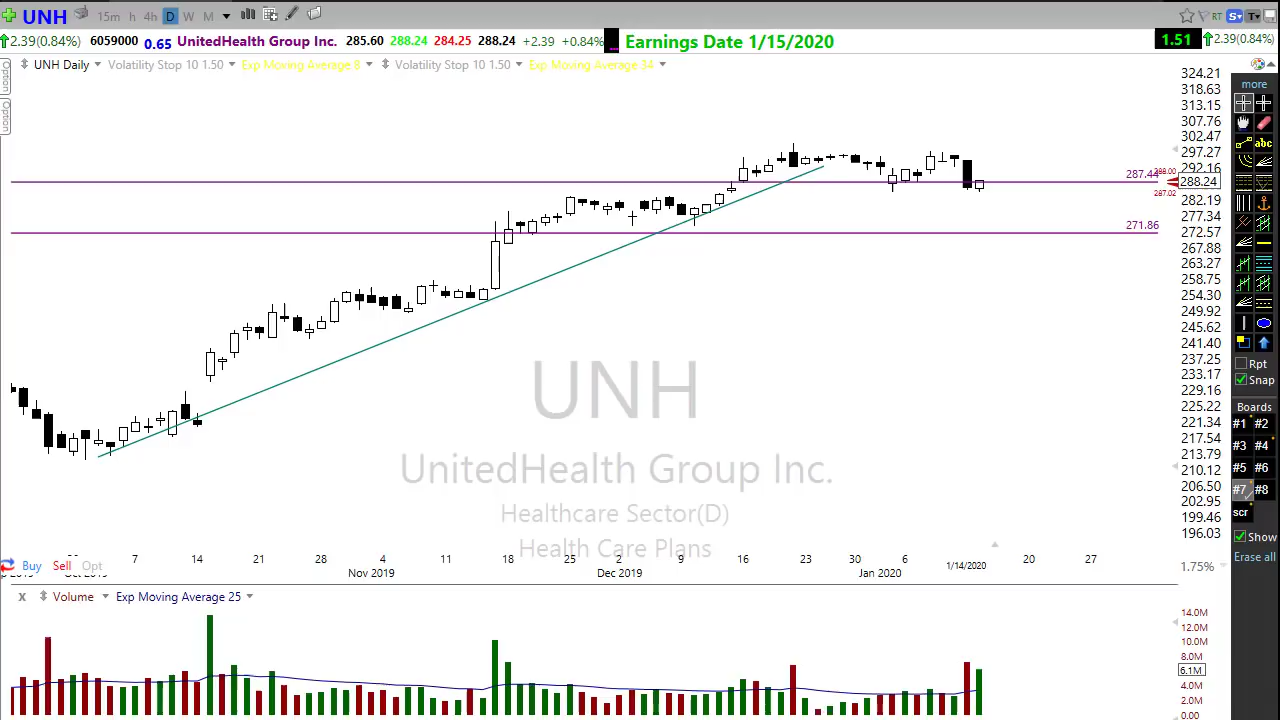 UNH 15m h 4h D W M RT S T
2.39(0.84%) 6059000 0.65 UnitedHealth Group Inc. 285.60 288.24 284.25 288.24 +2.39 +0.84% Earnings Date 1/15/2020 1.51 2.39(0.84%)
UNH Daily Volatility Stop 10 1.50 Exp Moving Average 8 Volatility Stop 10 1.50 Exp Moving Average 34
Option
Option
324.21
318.63
313.15
307.76
302.47
297.27
292.16
287.44 288.00
288.24
287.02
282.19
277.34
271.86
272.57
267.88
263.27
258.75
254.30
249.92
245.62
241.40
237.25
233.17
229.16
225.22
221.34
217.54
213.79
210.12
206.50
202.95
199.46
196.03
more
abc
Rpt
Snap
Boards
#1 #2
#3 #4
#5 #6
#7 #8
scr
Show
Erase all
UNH
UnitedHealth Group Inc.
Healthcare Sector(D)
Health Care Plans
7 14 21 28 4 11 18 25 2 9 16 23 30 6 1/14/2020 20 27
Buy Sell Opt 1.75%
Oct 2019 Nov 2019 Dec 2019 Jan 2020
x Volume Exp Moving Average 25
14.0M
12.0M
10.0M
8.0M
6.1M
4.0M
2.0M
0.00